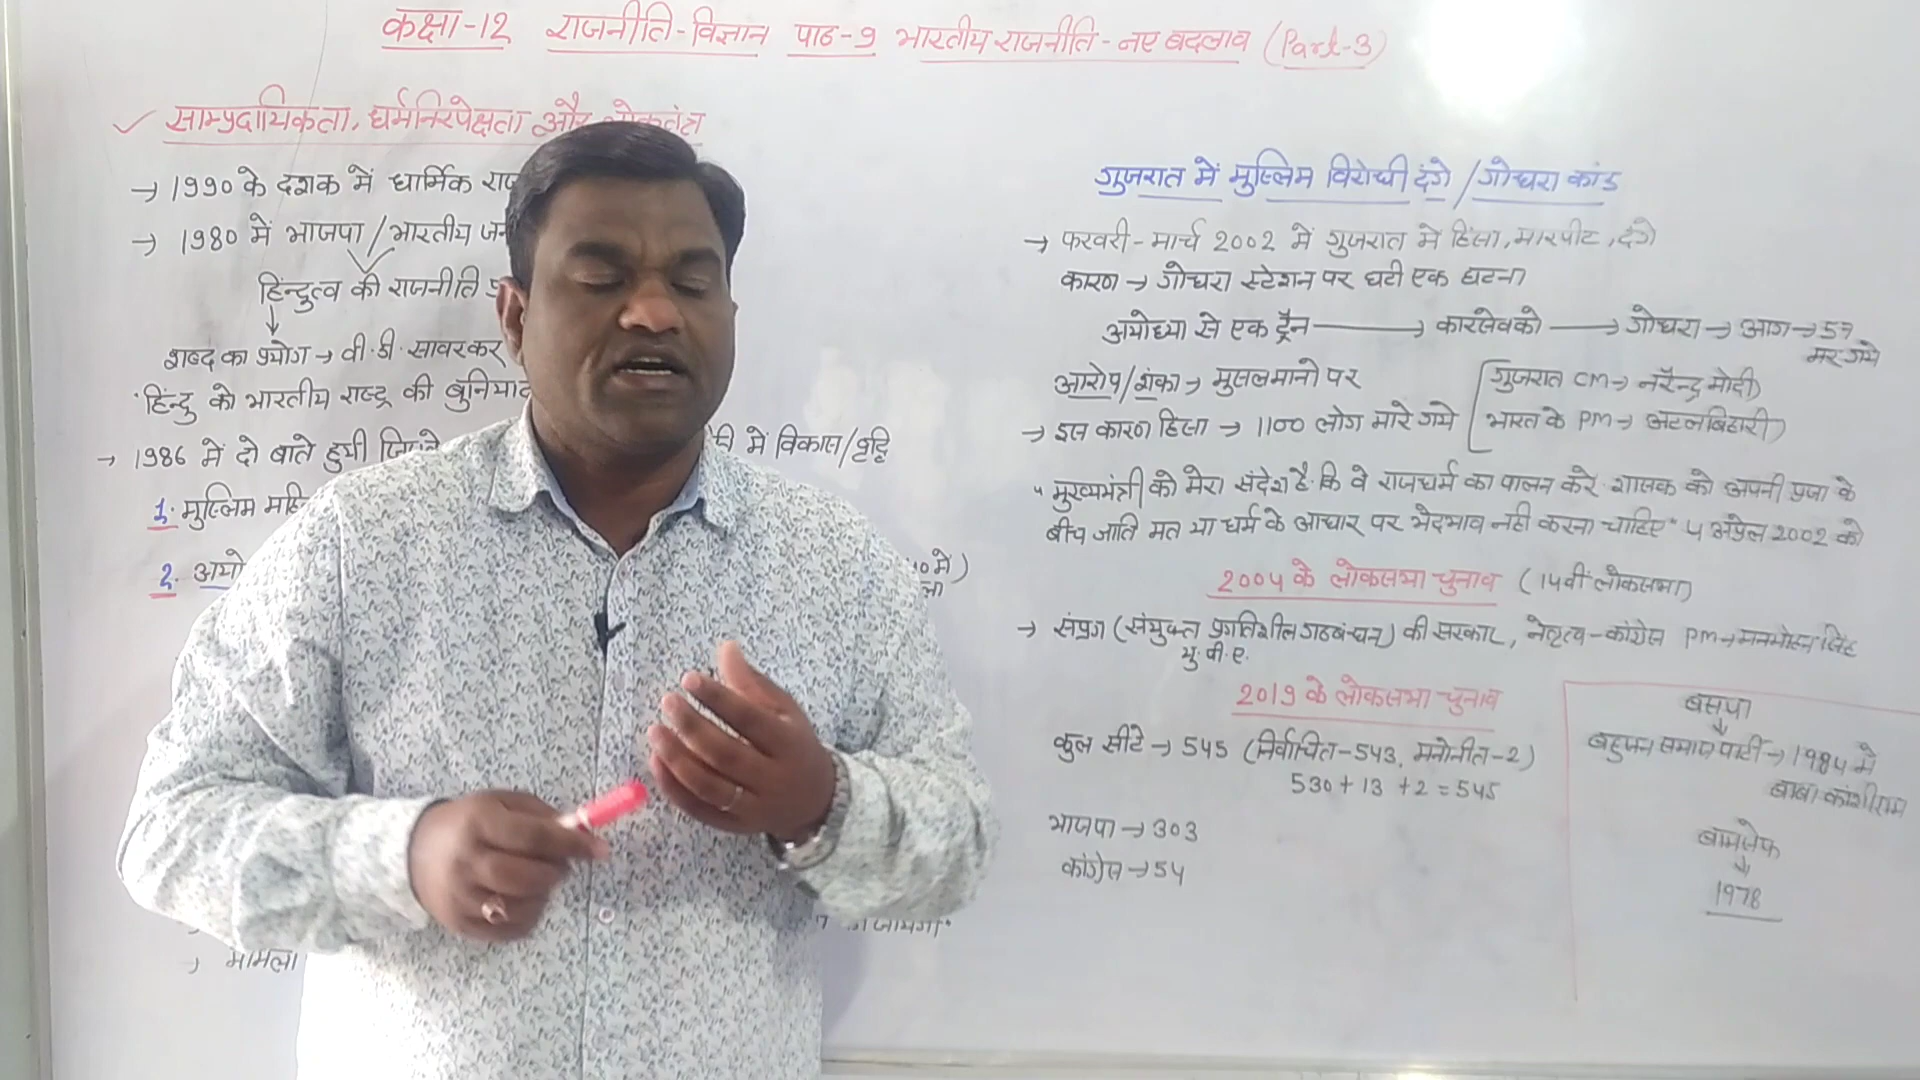 कक्षा-12 राजनीति-विज्ञान पाठ-9 भारतीय राजनीति-नए बदलाव (Part-3)
साम्प्रदायिकता, धर्मनिरपेक्षता और लोकतंत्र
→ 1990 के दशक में धार्मिक
→ 1980 में भाजपा/भारतीय
हिन्दुत्व की राजनीति
शब्द का प्रयोग → वी.डी. सावरकर
"हिन्दु को भारतीय राष्ट्र की बुनियाद
→ 1986 में दो बाते हुयी में विकास/वृद्धि
1. मुस्लिम
2.
मामला
गुजरात में मुस्लिम विरोधी दंगे/गोधरा कांड
→ फरवरी-मार्च 2002 में गुजरात में हिंसा, मारपीट, दंगे
कारण → गोधरा स्टेशन पर घटी एक घटना
अयोध्या से एक ट्रैन → कारसेवको → गोधरा → आग → 57
मर गये
आरोप/शंका → मुसलमानो पर
गुजरात CM → नरेन्द्र मोदी
→ इस कारण हिंसा → 1100 लोग मारे गये
भारत के PM → अटलबिहारी
"मुख्यमंत्री को मेरा संदेश है कि वे राजधर्म का पालन करे शासक को अपनी प्रजा के
बीच जाति मत या धर्म के आधार पर भेदभाव नही करना चाहिए" 4 अप्रेल 2002 को
2004 के लोकसभा चुनाव (14वीं लोकसभा)
→ संप्रग (संयुक्त प्रगतिशील गठबन्धन) की सरकार, नेतृत्व-कांग्रेस PM → मनमोहन सिंह
यु.पी.ए.
2019 के लोकसभा चुनाव
कुल सीटे → 545 (निर्वाचित-543, मनोनीत-2)
530+13+2=545
भाजपा → 303
कांग्रेस → 54
बसपा
बहुजन समाज पार्टी → 1984 मे
बाबा कांशीराम
बामसेफ
1978